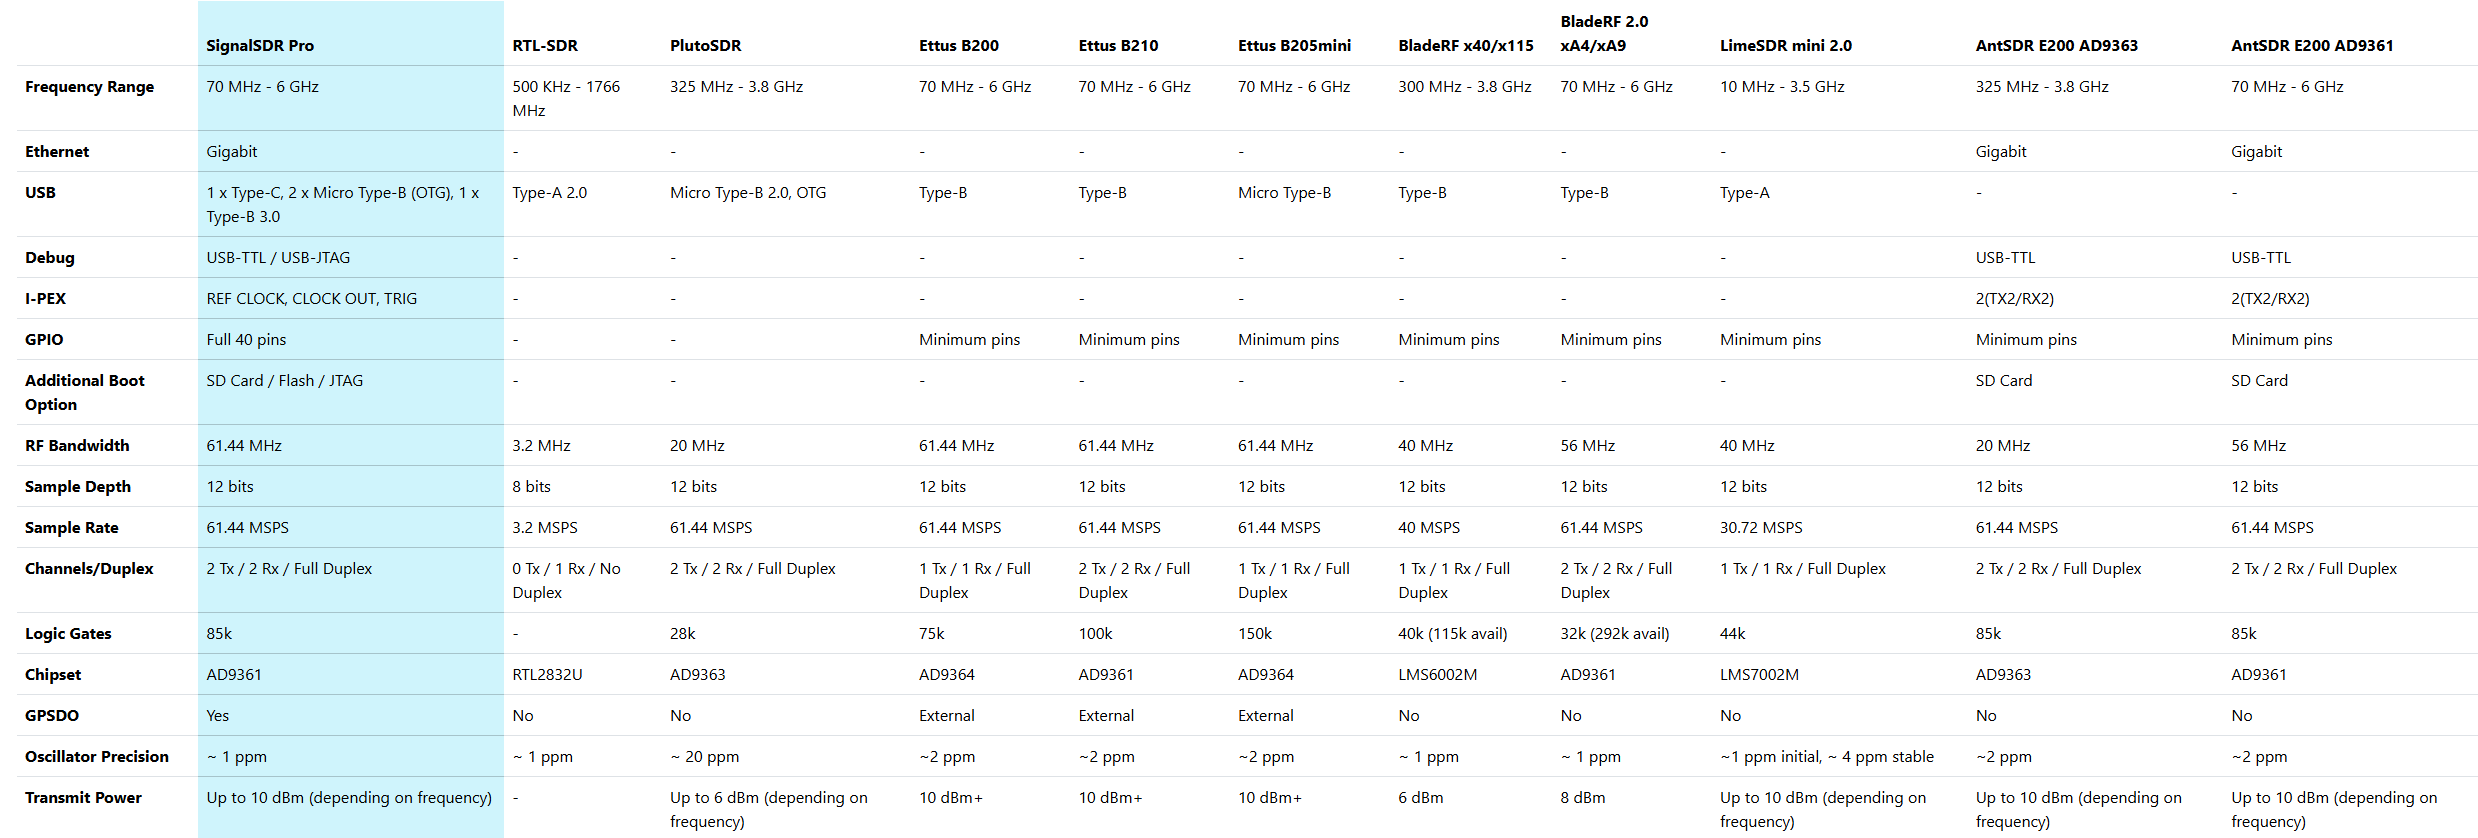 SignalSDR Pro RTL-SDR PlutoSDR Ettus B200 Ettus B210 Ettus B205mini BladeRF x40/x115 BladeRF 2.0 xA4/xA9 LimeSDR mini 2.0 AntSDR E200 AD9363 AntSDR E200 AD9361
Frequency Range 70 MHz - 6 GHz 500 KHz - 1766 MHz 325 MHz - 3.8 GHz 70 MHz - 6 GHz 70 MHz - 6 GHz 70 MHz - 6 GHz 300 MHz - 3.8 GHz 70 MHz - 6 GHz 10 MHz - 3.5 GHz 325 MHz - 3.8 GHz 70 MHz - 6 GHz
Ethernet Gigabit - - - - - - - - Gigabit Gigabit
USB 1 x Type-C, 2 x Micro Type-B (OTG), 1 x Type-B 3.0 Type-A 2.0 Micro Type-B 2.0, OTG Type-B Type-B Micro Type-B Type-B Type-B Type-A - -
Debug USB-TTL / USB-JTAG - - - - - - - - USB-TTL USB-TTL
I-PEX REF CLOCK, CLOCK OUT, TRIG - - - - - - - - 2(TX2/RX2) 2(TX2/RX2)
GPIO Full 40 pins - - Minimum pins Minimum pins Minimum pins Minimum pins Minimum pins Minimum pins Minimum pins Minimum pins
Additional Boot Option SD Card / Flash / JTAG - - - - - - - - SD Card SD Card
RF Bandwidth 61.44 MHz 3.2 MHz 20 MHz 61.44 MHz 61.44 MHz 61.44 MHz 40 MHz 56 MHz 40 MHz 20 MHz 56 MHz
Sample Depth 12 bits 8 bits 12 bits 12 bits 12 bits 12 bits 12 bits 12 bits 12 bits 12 bits 12 bits
Sample Rate 61.44 MSPS 3.2 MSPS 61.44 MSPS 61.44 MSPS 61.44 MSPS 61.44 MSPS 40 MSPS 61.44 MSPS 30.72 MSPS 61.44 MSPS 61.44 MSPS
Channels/Duplex 2 Tx / 2 Rx / Full Duplex 0 Tx / 1 Rx / No Duplex 2 Tx / 2 Rx / Full Duplex 1 Tx / 1 Rx / Full Duplex 2 Tx / 2 Rx / Full Duplex 1 Tx / 1 Rx / Full Duplex 1 Tx / 1 Rx / Full Duplex 2 Tx / 2 Rx / Full Duplex 1 Tx / 1 Rx / Full Duplex 2 Tx / 2 Rx / Full Duplex 2 Tx / 2 Rx / Full Duplex
Logic Gates 85k - 28k 75k 100k 150k 40k (115k avail) 32k (292k avail) 44k 85k 85k
Chipset AD9361 RTL2832U AD9363 AD9364 AD9361 AD9364 LMS6002M AD9361 LMS7002M AD9363 AD9361
GPSDO Yes No No External External External No No No No No
Oscillator Precision ~ 1 ppm ~ 1 ppm ~ 20 ppm ~2 ppm ~2 ppm ~2 ppm ~ 1 ppm ~ 1 ppm ~1 ppm initial, ~ 4 ppm stable ~2 ppm ~2 ppm
Transmit Power Up to 10 dBm (depending on frequency) - Up to 6 dBm (depending on frequency) 10 dBm+ 10 dBm+ 10 dBm+ 6 dBm 8 dBm Up to 10 dBm (depending on frequency) Up to 10 dBm (depending on frequency) Up to 10 dBm (depending on frequency)